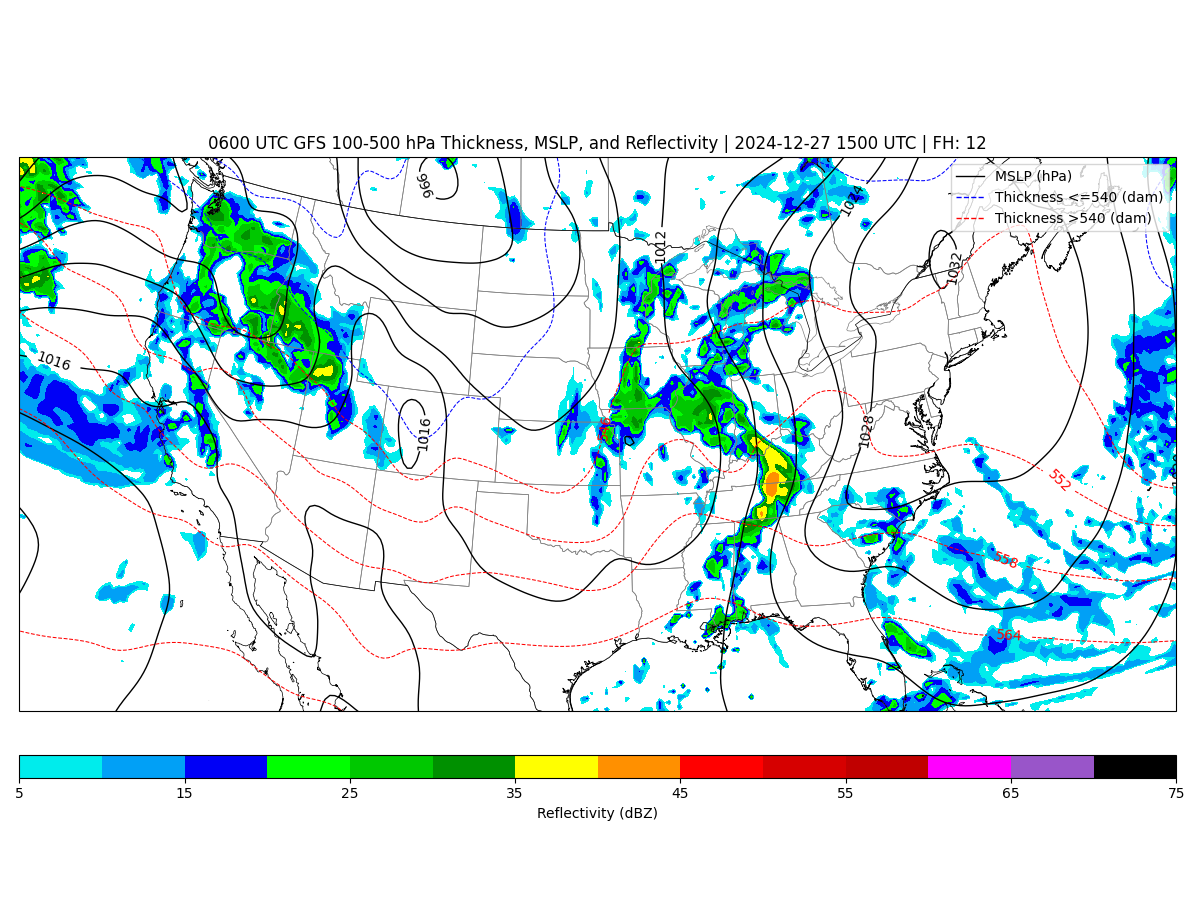 0600 UTC GFS 100-500 hPa Thickness, MSLP, and Reflectivity | 2024-12-27 1500 UTC | FH: 12
MSLP (hPa)
Thickness <=540 (dam)
Thickness >540 (dam)
996
1024
1012
1032
1016
1016
1028
552
558
564
5 15 25 35 45 55 65 75
Reflectivity (dBZ)